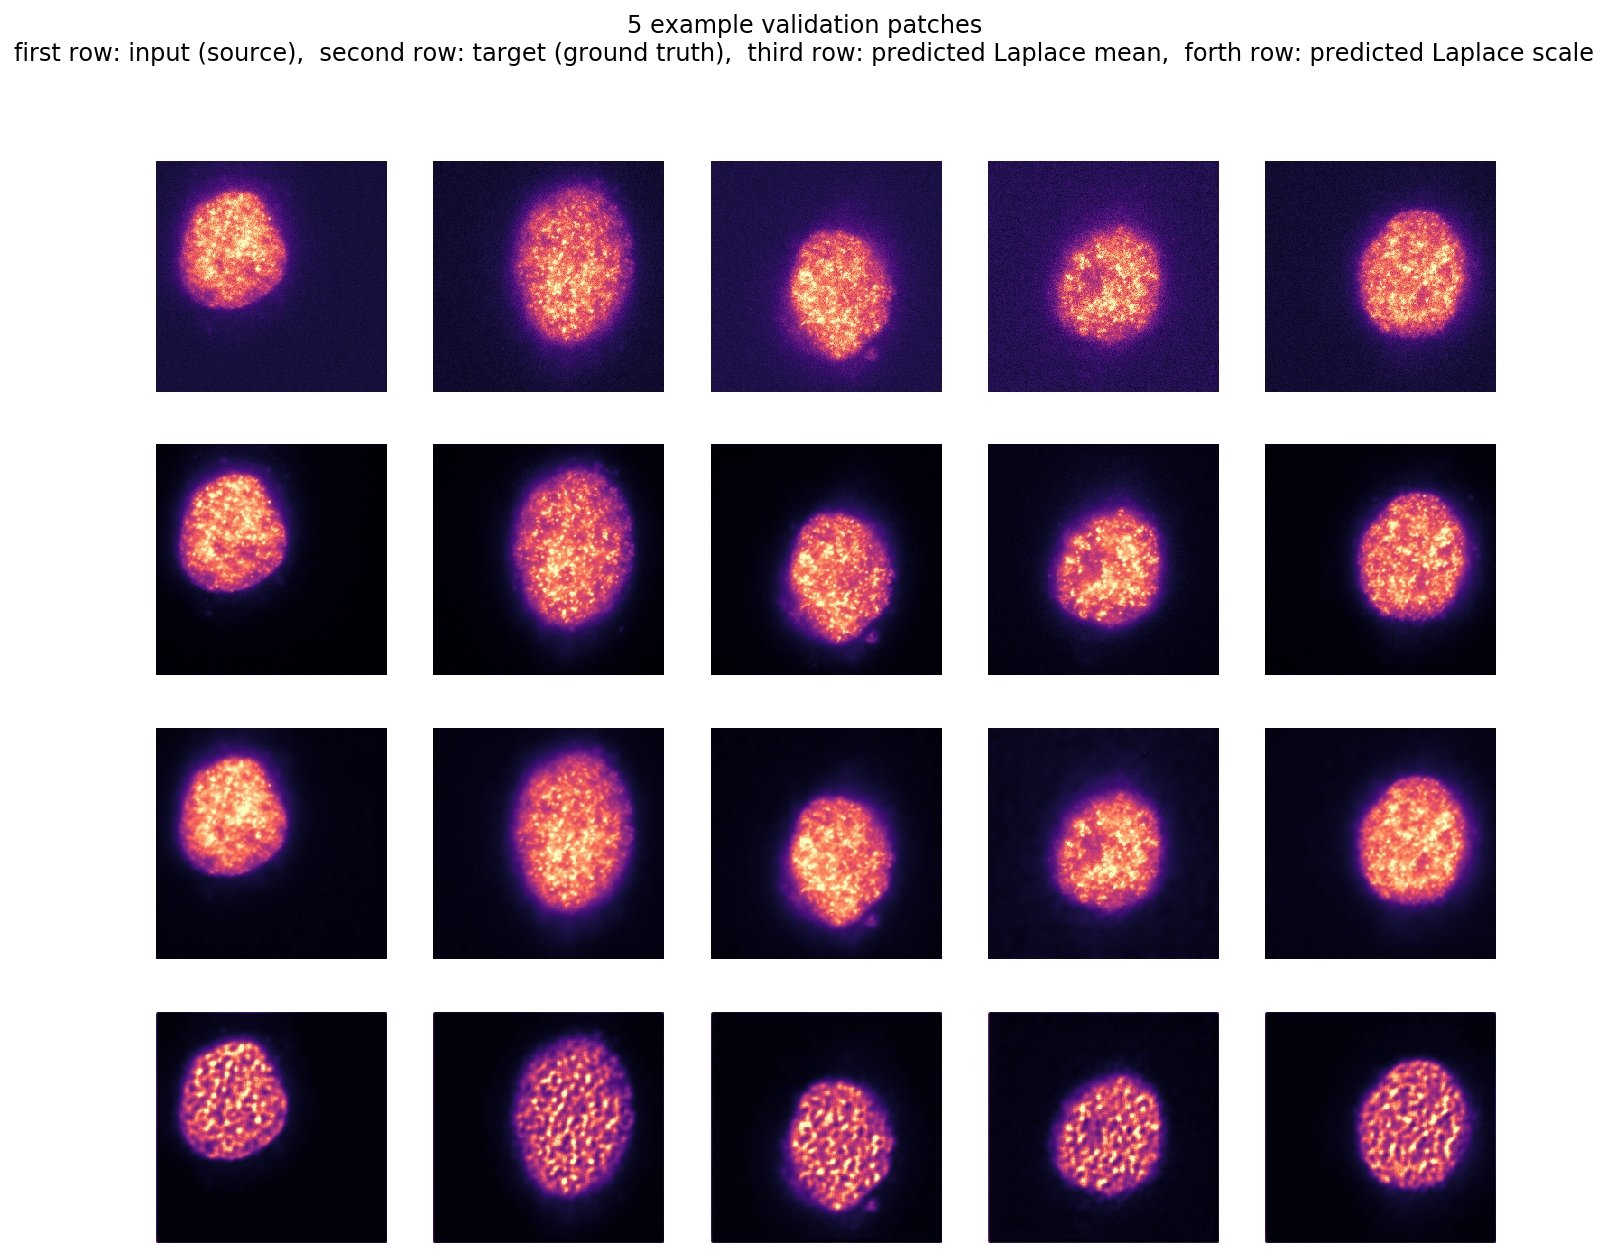 5 example validation patches
first row: input (source),  second row: target (ground truth),  third row: predicted Laplace mean,  forth row: predicted Laplace scale